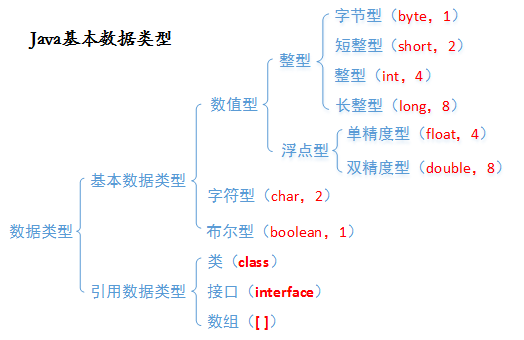 Java基本数据类型
字节型（byte，1）
短整型（short，2）
整型
整型（int，4）
数值型
长整型（long，8）
单精度型（float，4）
浮点型
双精度型（double，8）
基本数据类型
字符型（char，2）
数据类型
布尔型（boolean，1）
类（class）
引用数据类型
接口（interface）
数组（[ ]）